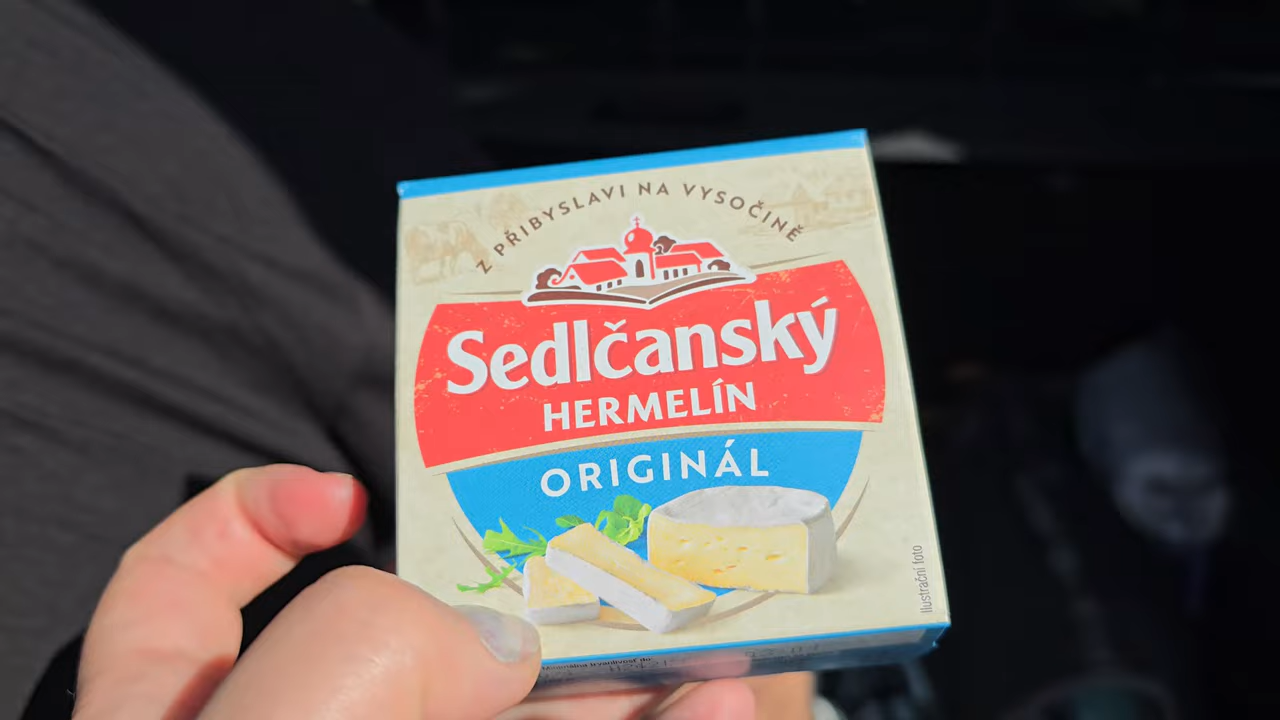 Z PŘIBYSLAVI NA VYSOČINĚ
Sedlčanský
HERMELÍN
ORIGINÁL
Ilustrační foto